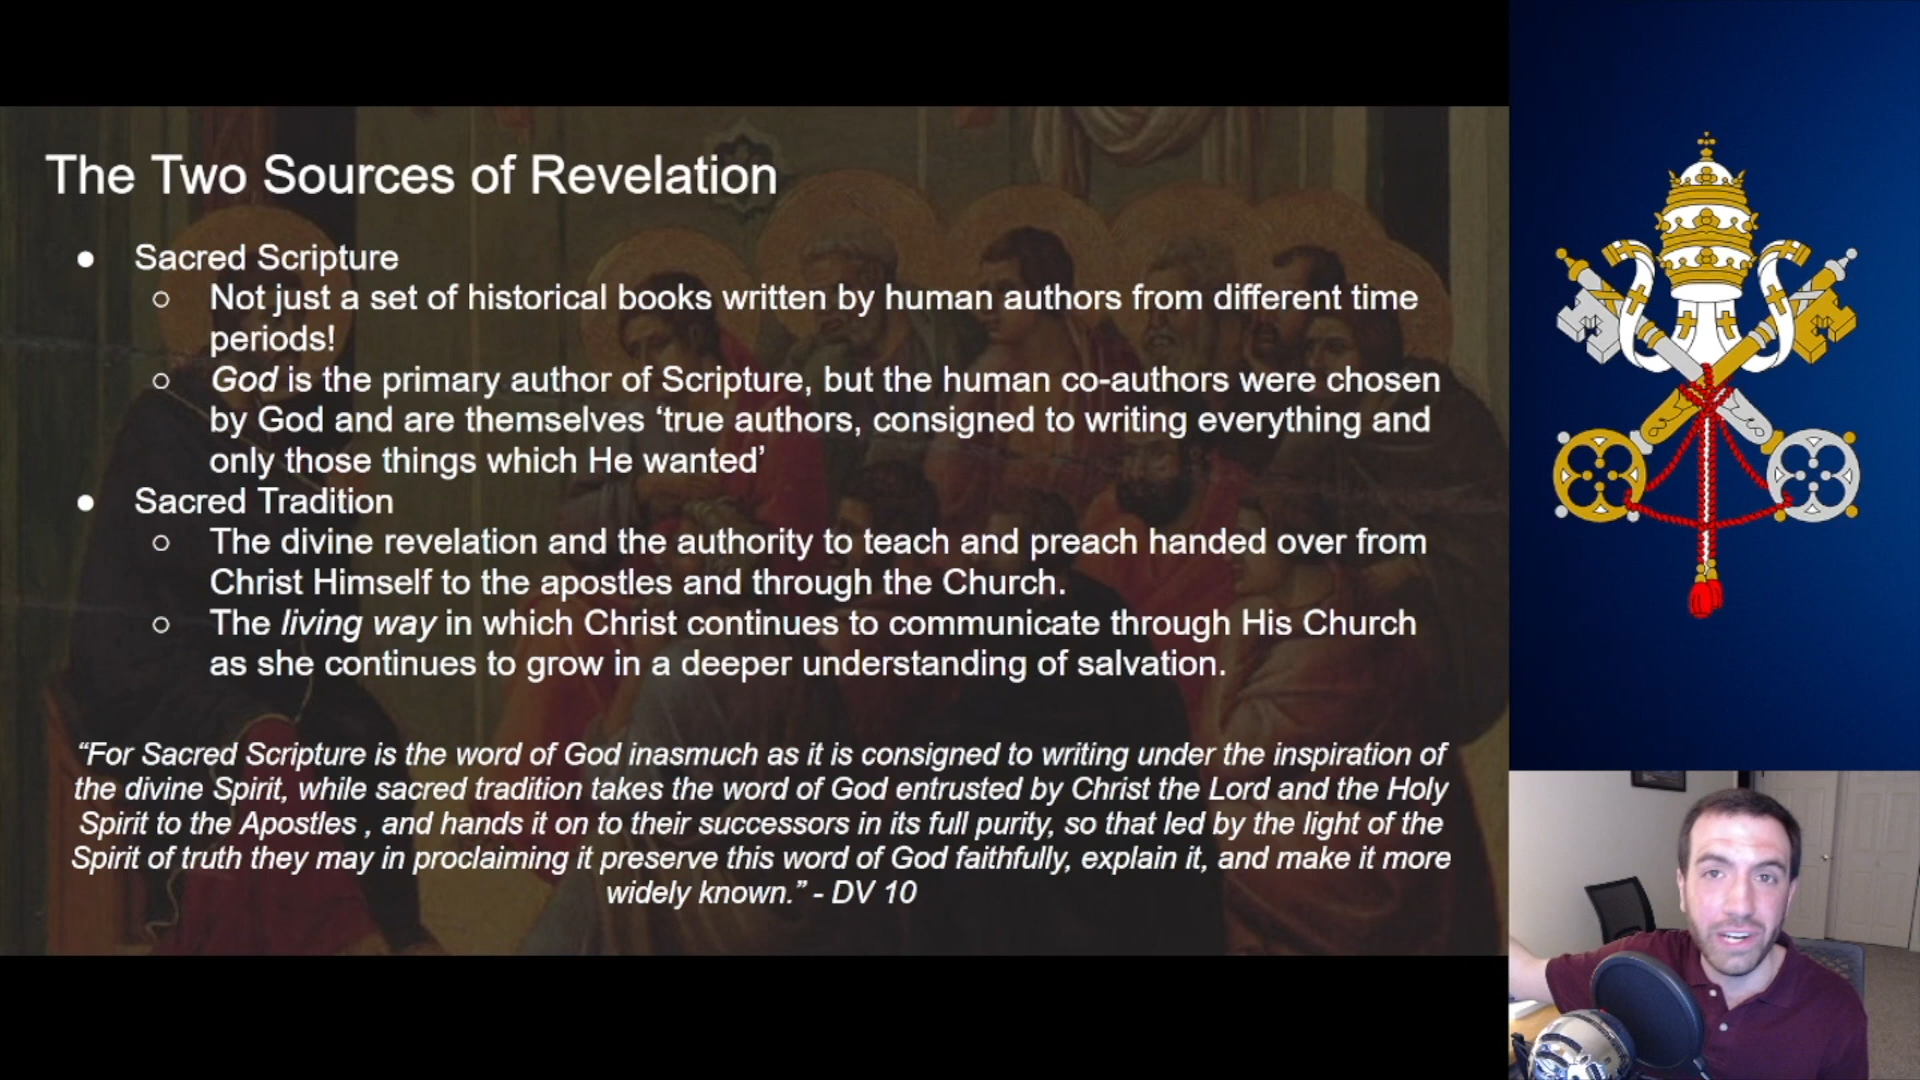 The Two Sources of Revelation
● Sacred Scripture
○ Not just a set of historical books written by human authors from different time
periods!
○ God is the primary author of Scripture, but the human co-authors were chosen
by God and are themselves ‘true authors, consigned to writing everything and
only those things which He wanted’
● Sacred Tradition
○ The divine revelation and the authority to teach and preach handed over from
Christ Himself to the apostles and through the Church.
○ The living way in which Christ continues to communicate through His Church
as she continues to grow in a deeper understanding of salvation.
“For Sacred Scripture is the word of God inasmuch as it is consigned to writing under the inspiration of
the divine Spirit, while sacred tradition takes the word of God entrusted by Christ the Lord and the Holy
Spirit to the Apostles , and hands it on to their successors in its full purity, so that led by the light of the
Spirit of truth they may in proclaiming it preserve this word of God faithfully, explain it, and make it more
widely known.” - DV 10